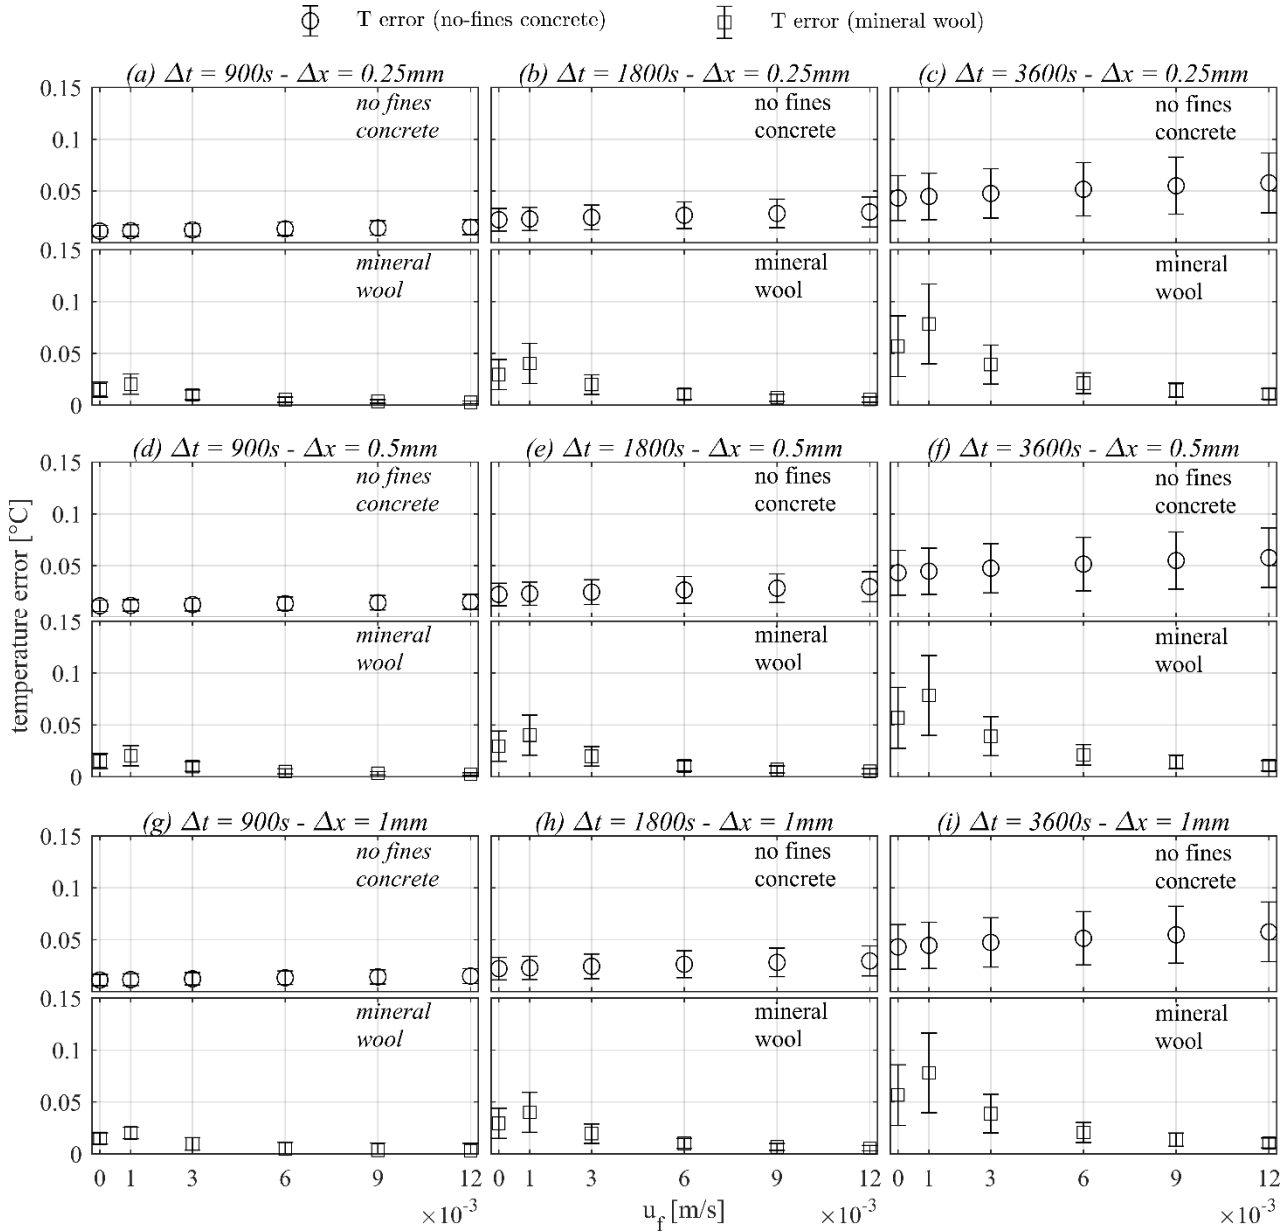 T error (no-fines concrete)
T error (mineral wool)
(a) Δt = 900s - Δx = 0.25mm
(b) Δt = 1800s - Δx = 0.25mm
(c) Δt = 3600s - Δx = 0.25mm
0.15
0.1
0.05
no fines
concrete
no fines
concrete
no fines
concrete
0.15
0.1
0.05
0
mineral
wool
mineral
wool
mineral
wool
(d) Δt = 900s - Δx = 0.5mm
(e) Δt = 1800s - Δx = 0.5mm
(f) Δt = 3600s - Δx = 0.5mm
temperature error [°C]
0.15
0.1
0.05
no fines
concrete
no fines
concrete
no fines
concrete
0.15
0.1
0.05
0
mineral
wool
mineral
wool
mineral
wool
(g) Δt = 900s - Δx = 1mm
(h) Δt = 1800s - Δx = 1mm
(i) Δt = 3600s - Δx = 1mm
0.15
0.1
0.05
no fines
concrete
no fines
concrete
no fines
concrete
0.15
0.1
0.05
0
mineral
wool
mineral
wool
mineral
wool
0 1 3 6 9 12
0 1 3 6 9 12
0 1 3 6 9 12
×10⁻³
u_f [m/s]
×10⁻³
×10⁻³